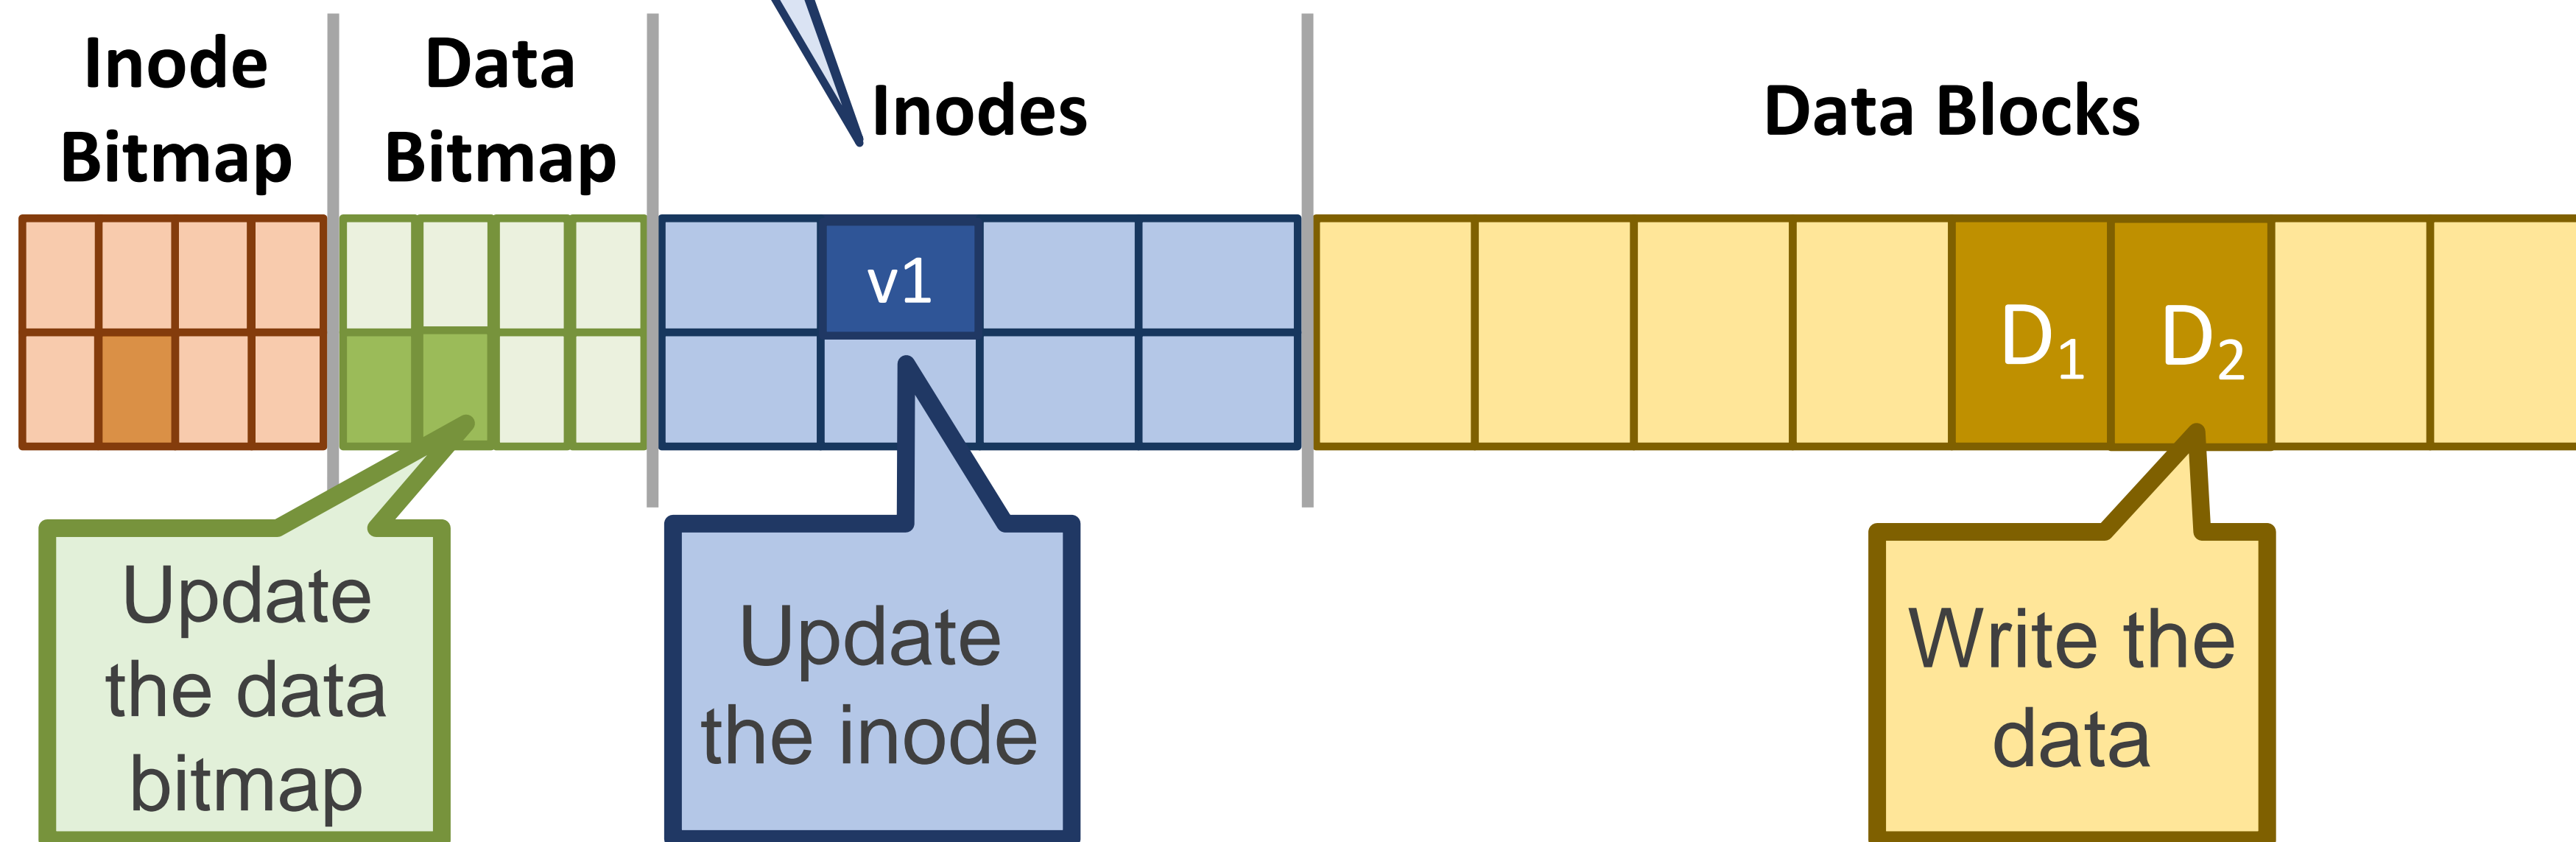 Inode
Bitmap
Data
Bitmap
Inodes
Data Blocks
v1
D₁
D₂
Update
the data
bitmap
Update
the inode
Write the
data